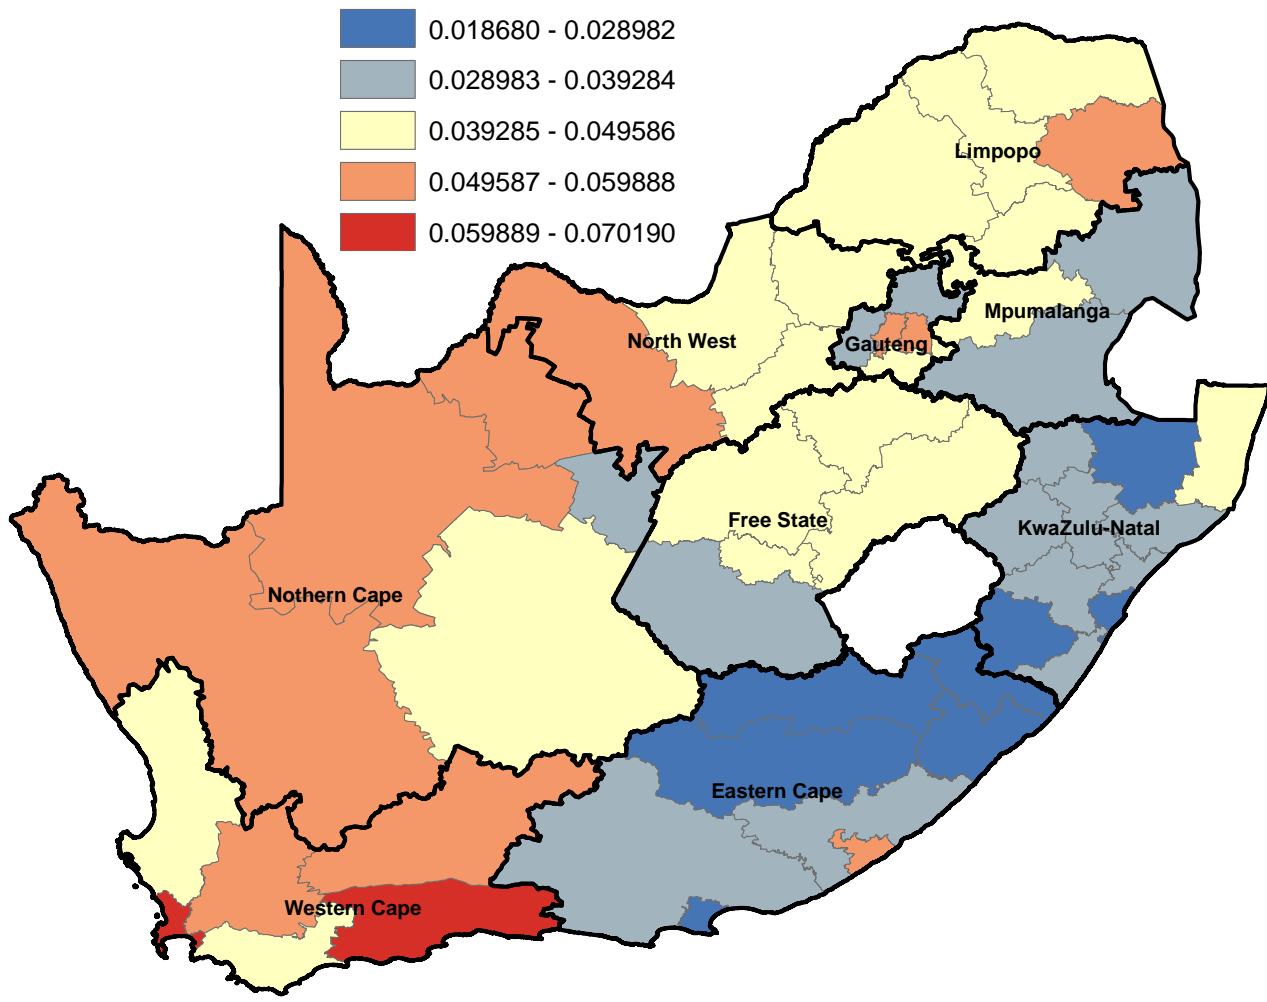 0.018680 - 0.028982
0.028983 - 0.039284
0.039285 - 0.049586
0.049587 - 0.059888
0.059889 - 0.070190
Limpopo
Mpumalanga
North West
Gauteng
Free State
KwaZulu-Natal
Nothern Cape
Eastern Cape
Western Cape